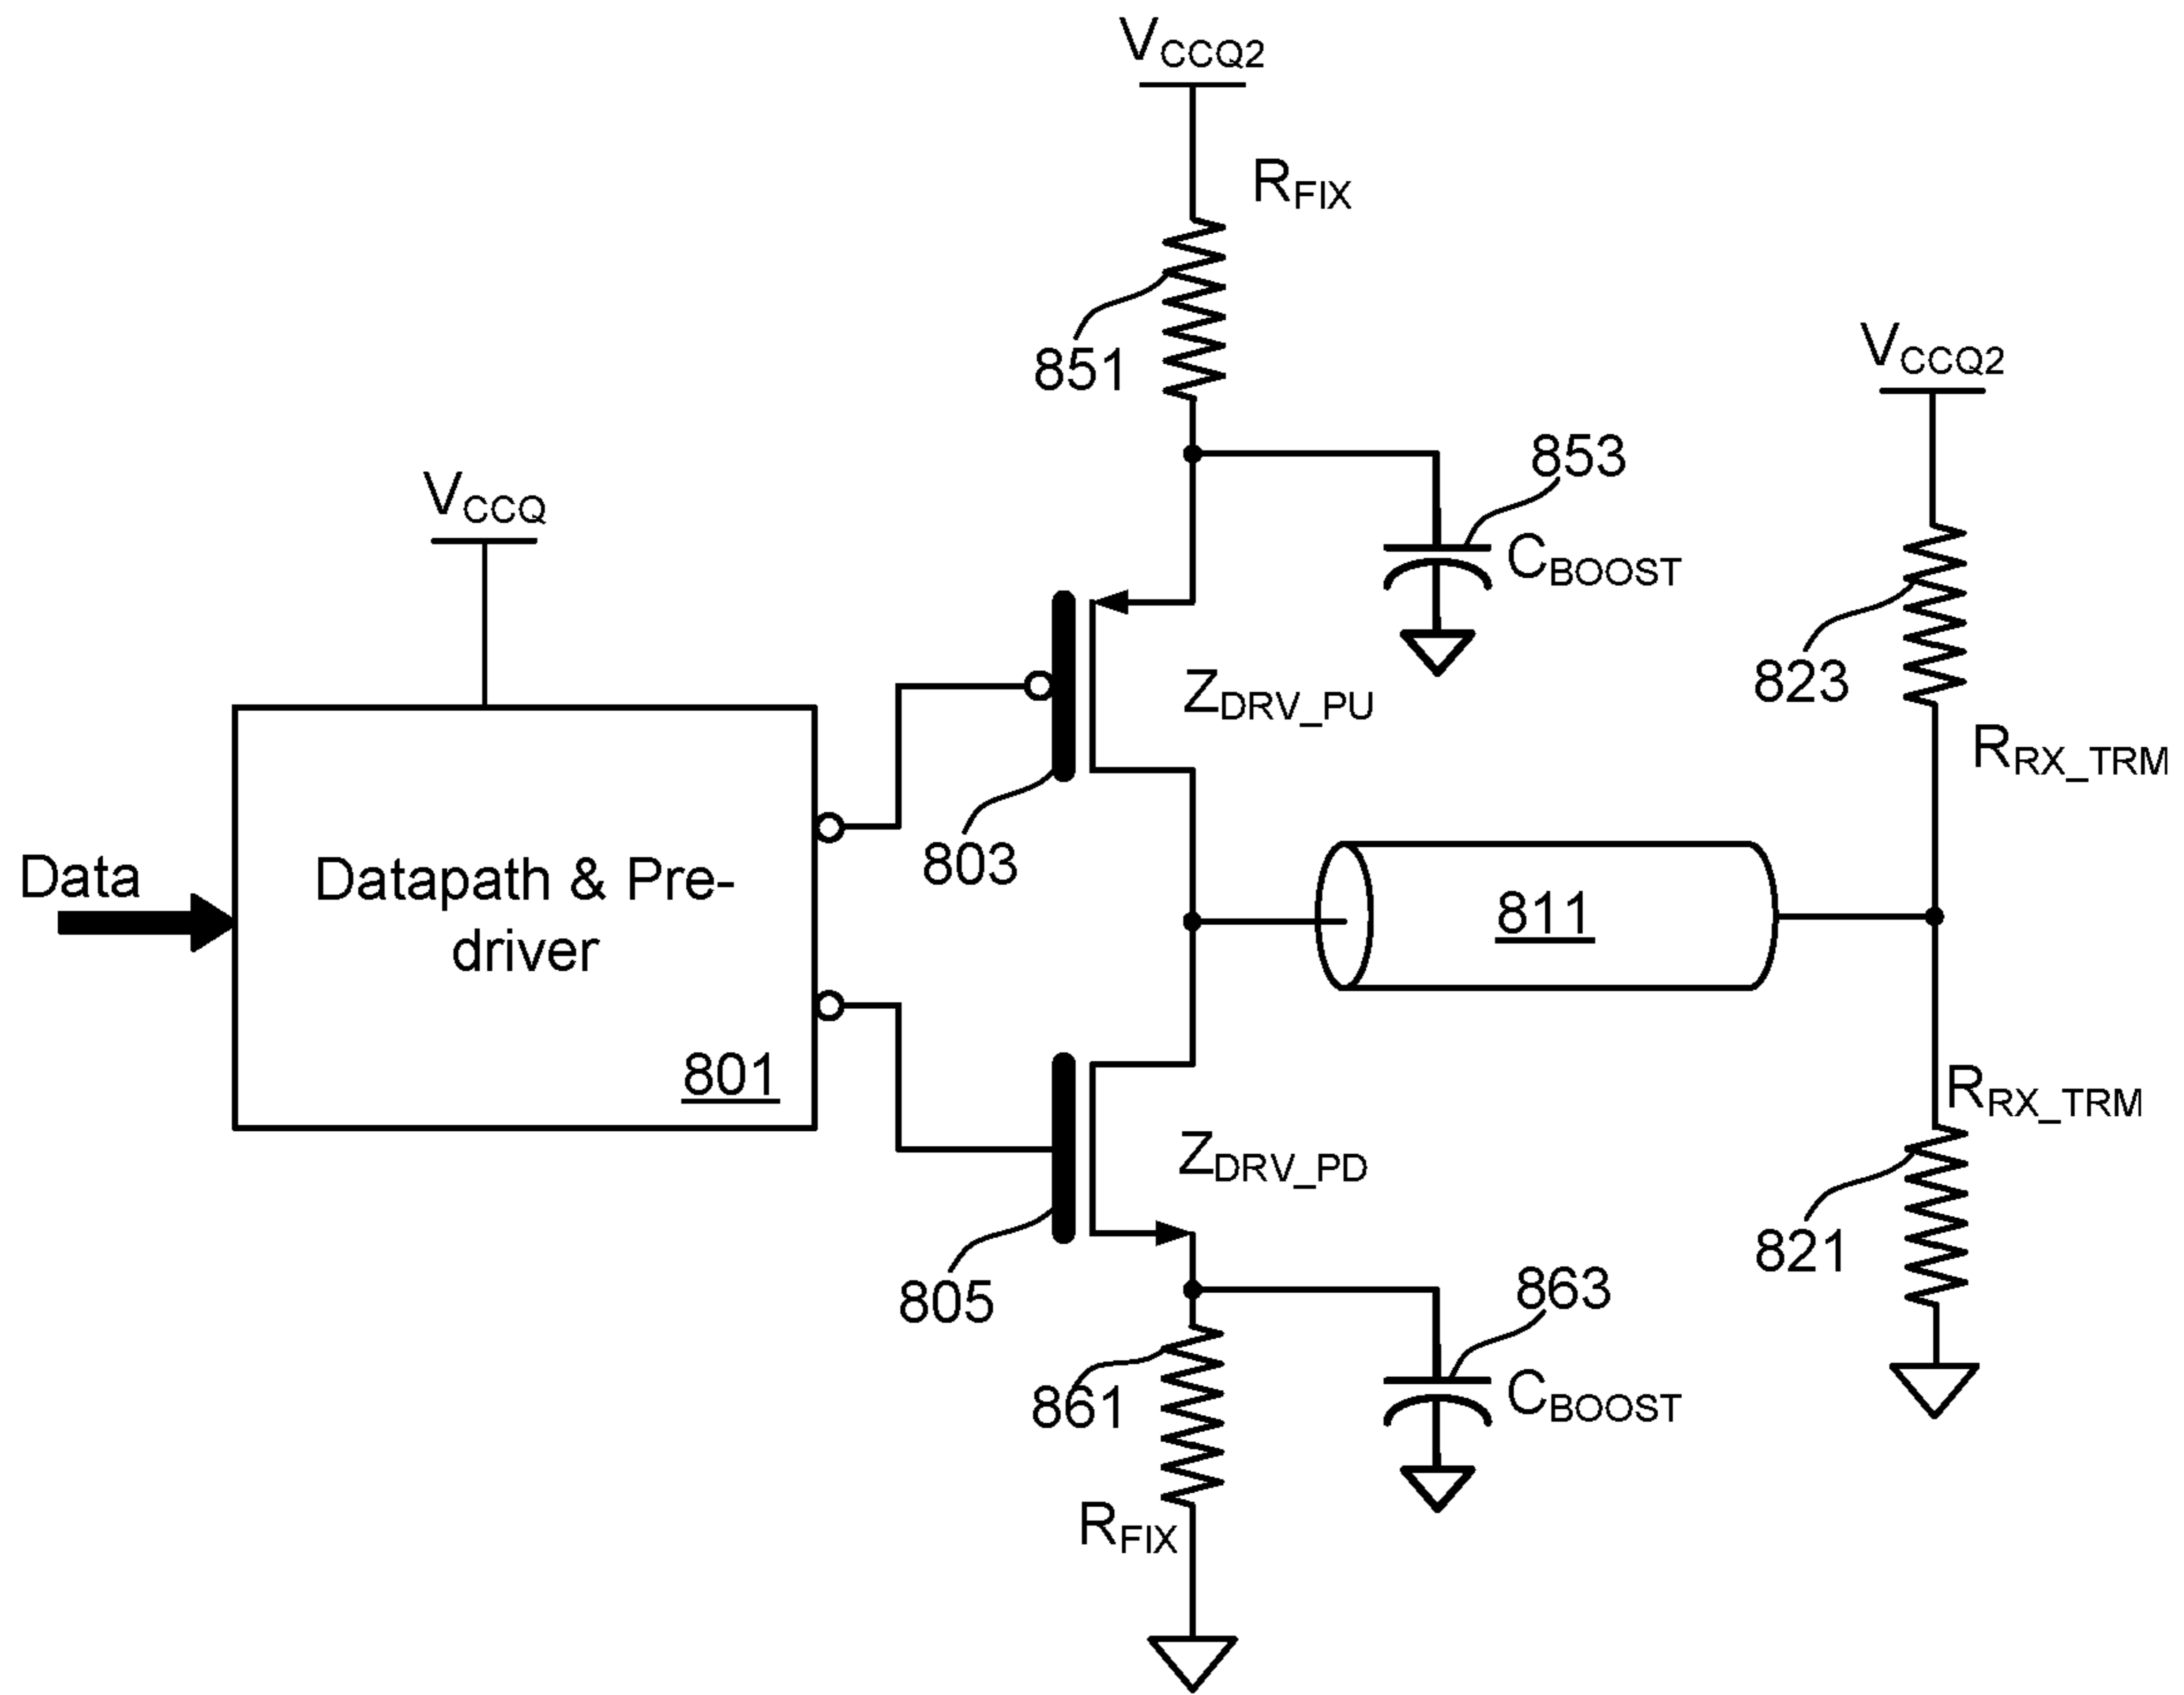 VCCQ2
RFIX
851
VCCQ2
853
VCCQ
CBOOST
823
ZDRV_PU
RRX_TRM
803
Data
Datapath & Pre-
driver
811
801
RRX_TRM
ZDRV_PD
821
805
863
861
CBOOST
RFIX